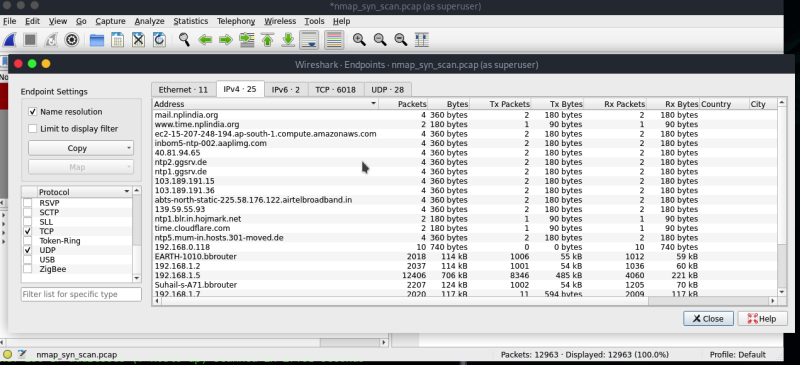 *nmap_syn_scan.pcap (as superuser)
File Edit View Go Capture Analyze Statistics Telephony Wireless Tools Help
Wireshark · Endpoints · nmap_syn_scan.pcap (as superuser)
No
Endpoint Settings
Name resolution
Limit to display filter
Copy
Map
Protocol
RSVP
SCTP
SLL
TCP
Token-Ring
UDP
USB
ZigBee
Filter list for specific type
Ethernet · 11 IPv4 · 25 IPv6 · 2 TCP · 6018 UDP · 28
Address Packets Bytes Tx Packets Tx Bytes Rx Packets Rx Bytes Country City
mail.nplindia.org 4 360 bytes 2 180 bytes 2 180 bytes
www.time.nplindia.org 2 180 bytes 1 90 bytes 1 90 bytes
ec2-15-207-248-194.ap-south-1.compute.amazonaws.com 4 360 bytes 2 180 bytes 2 180 bytes
inbom5-ntp-002.aaplimg.com 4 360 bytes 2 180 bytes 2 180 bytes
40.81.94.65 4 360 bytes 2 180 bytes 2 180 bytes
ntp2.ggsrv.de 4 360 bytes 2 180 bytes 2 180 bytes
ntp1.ggsrv.de 4 360 bytes 2 180 bytes 2 180 bytes
103.189.191.15 4 360 bytes 2 180 bytes 2 180 bytes
103.189.191.36 4 360 bytes 2 180 bytes 2 180 bytes
abts-north-static-225.58.176.122.airtelbroadband.in 4 360 bytes 2 180 bytes 2 180 bytes
139.59.55.93 4 360 bytes 2 180 bytes 2 180 bytes
ntp1.blr.in.hojmark.net 2 180 bytes 1 90 bytes 1 90 bytes
time.cloudflare.com 2 180 bytes 1 90 bytes 1 90 bytes
ntp5.mum-in.hosts.301-moved.de 4 360 bytes 2 180 bytes 2 180 bytes
192.168.0.118 10 740 bytes 0 0 bytes 10 740 bytes
EARTH-1010.bbrouter 2018 114 kB 1006 55 kB 1012 59 kB
192.168.1.2 2037 114 kB 1001 54 kB 1036 60 kB
192.168.1.5 12406 706 kB 8346 485 kB 4060 221 kB
Suhail-s-A71.bbrouter 2207 124 kB 1002 54 kB 1205 70 kB
192.168.1.7 2020 117 kB 11 594 bytes 2009 117 kB
Close Help
nmap_syn_scan.pcap Packets: 12963 · Displayed: 12963 (100.0%) Profile: Default